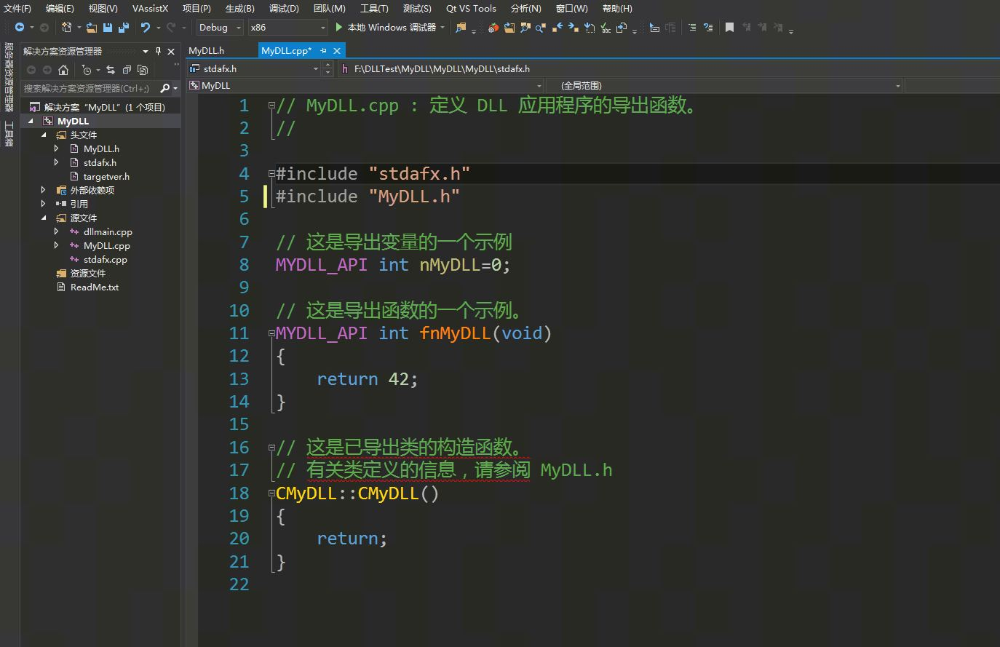 文件(F) 编辑(E) 视图(V) VAssistX 项目(P) 生成(B) 调试(D) 团队(M) 工具(T) 测试(S) Qt VS Tools 分析(N) 窗口(W) 帮助(H)
Debug x86 本地 Windows 调试器
服务器资源管理器
工具箱
解决方案资源管理器
搜索解决方案资源管理器(Ctrl+;)
解决方案“MyDLL”(1 个项目)
MyDLL
头文件
MyDLL.h
stdafx.h
targetver.h
外部依赖项
引用
源文件
dllmain.cpp
MyDLL.cpp
stdafx.cpp
资源文件
ReadMe.txt
MyDLL.h MyDLL.cpp*
stdafx.h F:\DLLTest\MyDLL\MyDLL\MyDLL\stdafx.h
MyDLL (全局范围)
1 // MyDLL.cpp : 定义 DLL 应用程序的导出函数。
2 //
3
4 #include "stdafx.h"
5 #include "MyDLL.h"
6
7 // 这是导出变量的一个示例
8 MYDLL_API int nMyDLL=0;
9
10 // 这是导出函数的一个示例。
11 MYDLL_API int fnMyDLL(void)
12 {
13 return 42;
14 }
15
16 // 这是已导出类的构造函数。
17 // 有关类定义的信息，请参阅 MyDLL.h
18 CMyDLL::CMyDLL()
19 {
20 return;
21 }
22